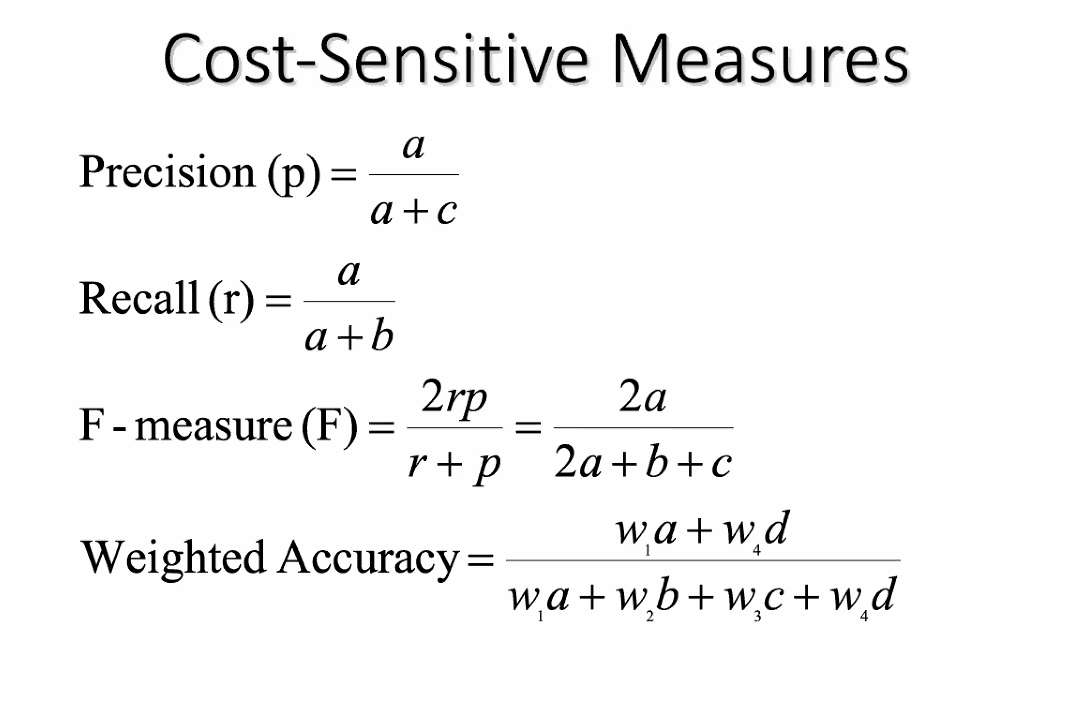 Cost-Sensitive Measures
Precision (p) = a / (a + c)
Recall (r) = a / (a + b)
F - measure (F) = 2rp / (r + p) = 2a / (2a + b + c)
Weighted Accuracy = (w₁a + w₄d) / (w₁a + w₂b + w₃c + w₄d)